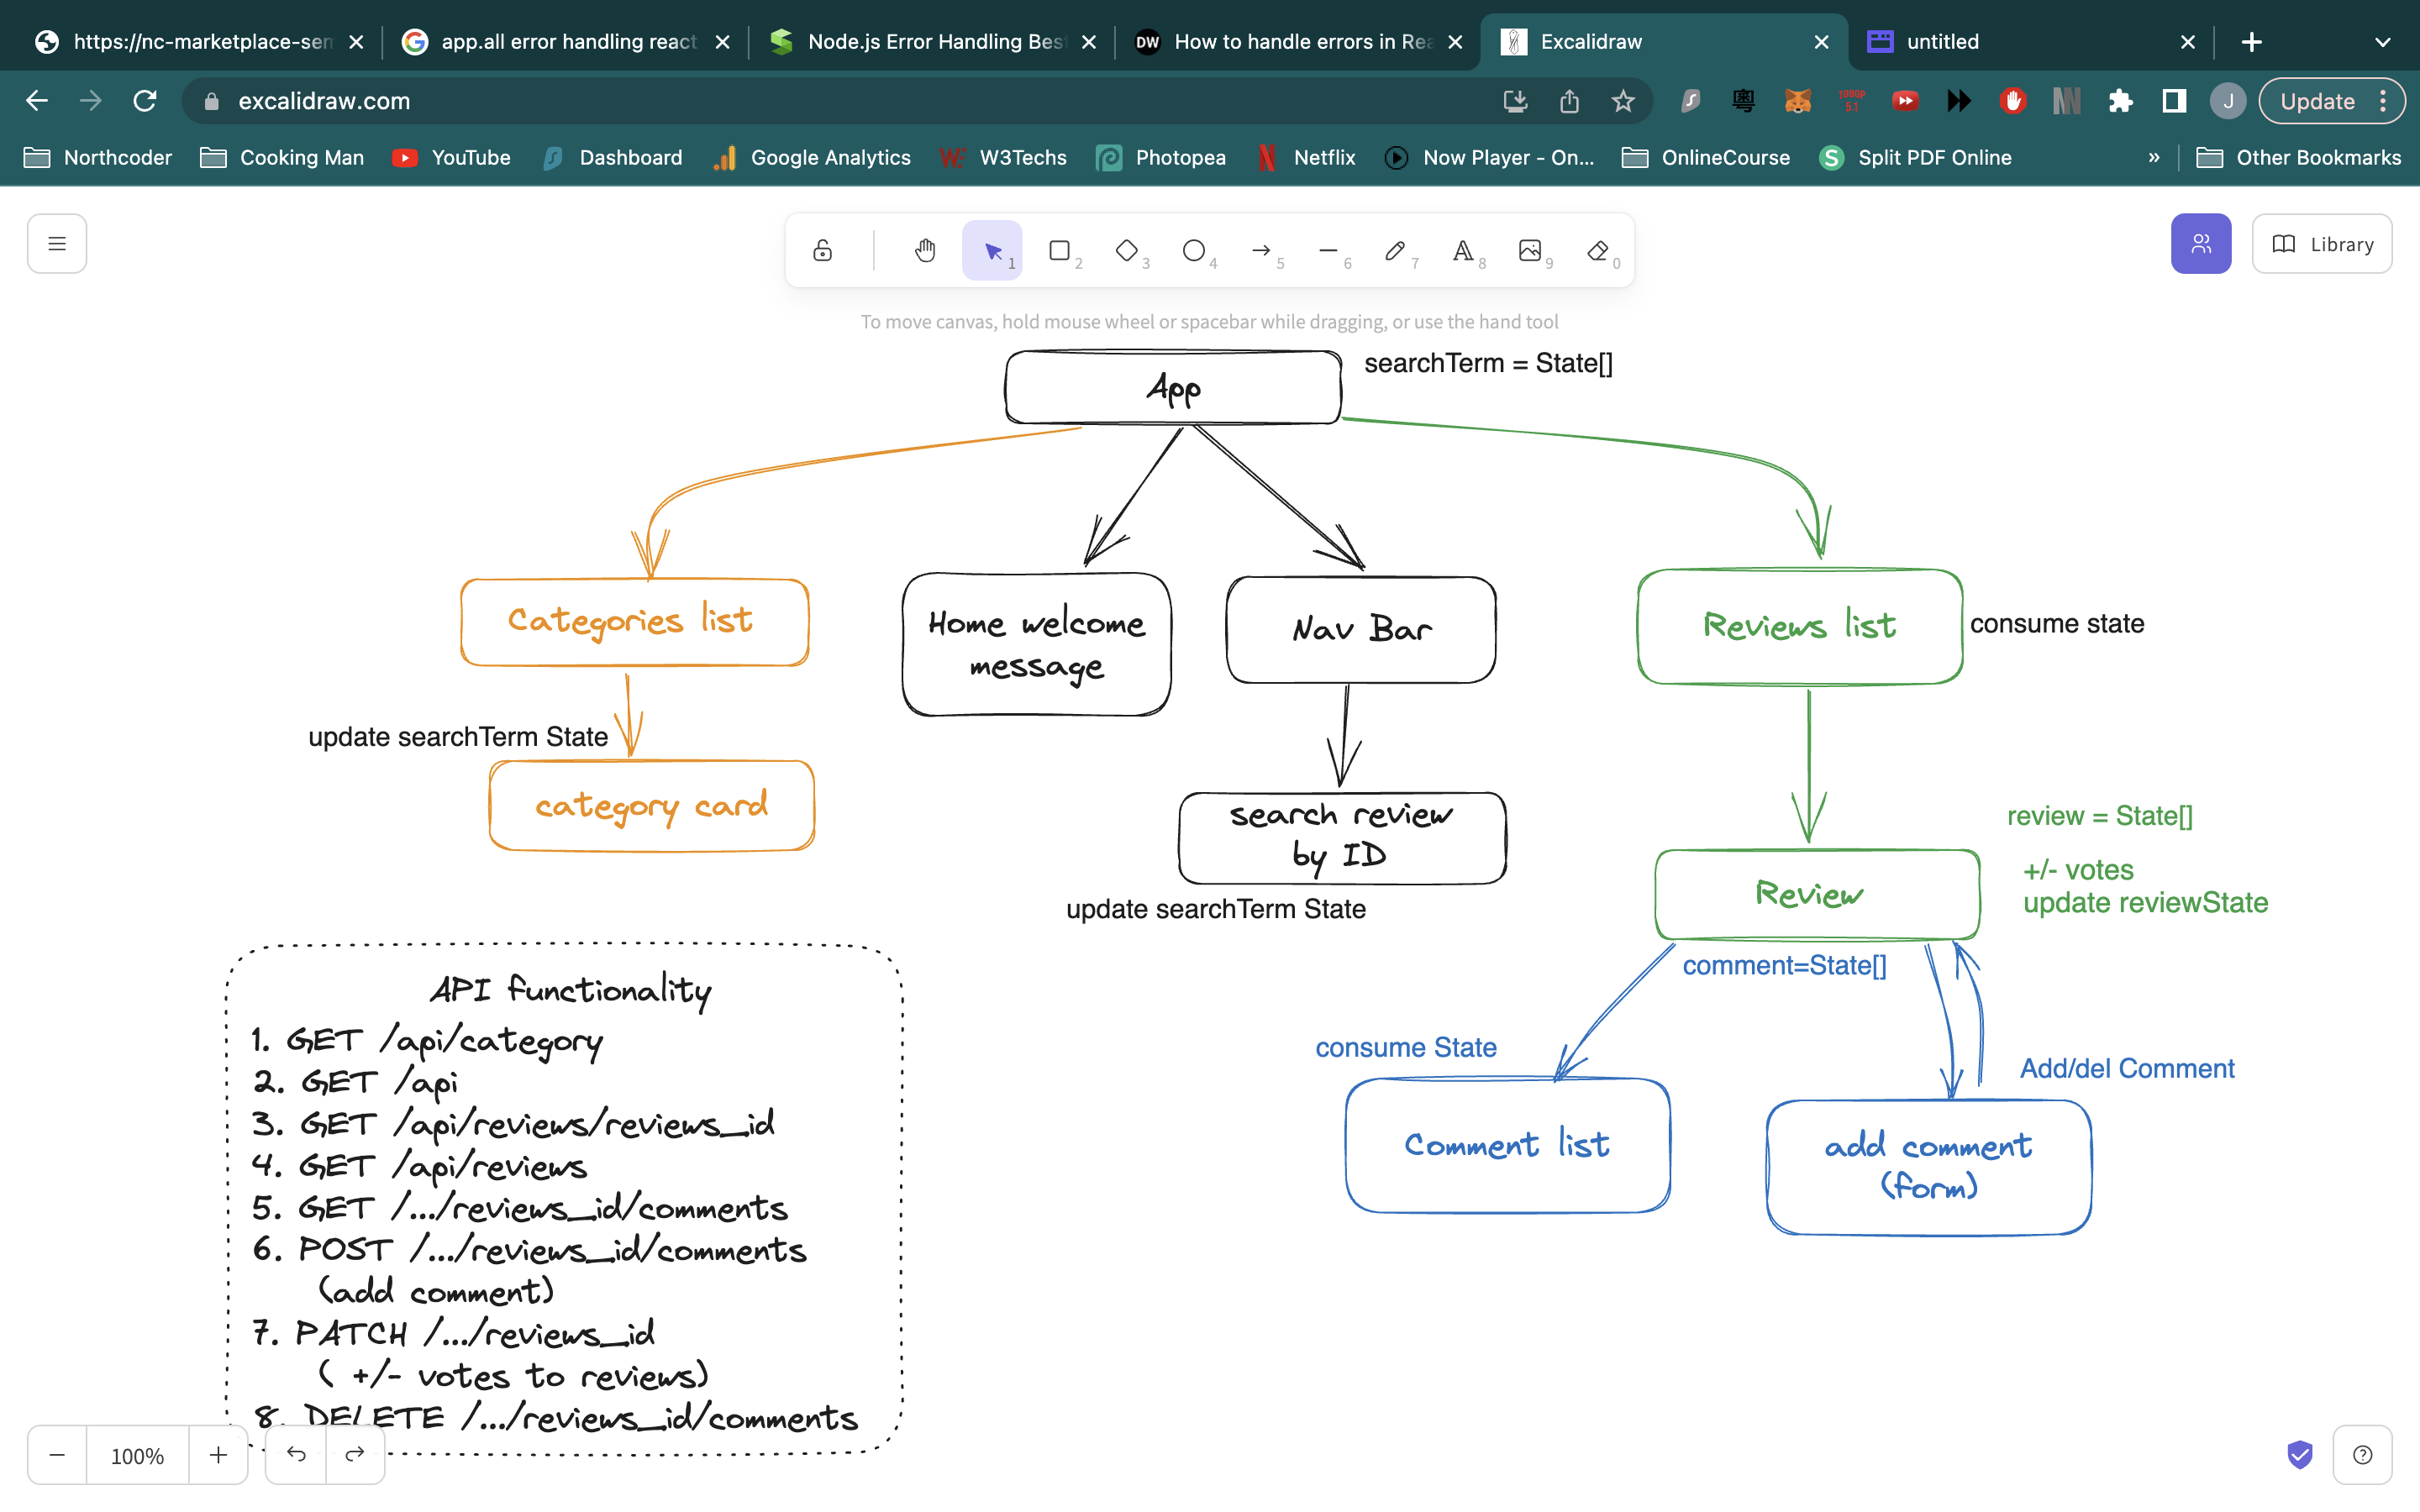 https://nc-marketplace-sem
app.all error handling react
Node.js Error Handling Bes
DW
How to handle errors in Rea
Excalidraw
untitled
excalidraw.com
1080P
5.1
J
Update
Northcoder
Cooking Man
YouTube
Dashboard
Google Analytics
W3Techs
Photopea
Netflix
Now Player - On...
OnlineCourse
S
Split PDF Online
»
Other Bookmarks
1
2
3
4
5
6
7
A 8
9
0
Library
To move canvas, hold mouse wheel or spacebar while dragging, or use the hand tool
App
searchTerm = State[]
Categories list
Home welcome
message
Nav Bar
Reviews list
consume state
update searchTerm State
category card
search review
by ID
update searchTerm State
review = State[]
+/- votes
update reviewState
Review
comment=State[]
consume State
Add/del Comment
Comment list
add comment
(form)
API functionality
1. GET /api/category
2. GET /api
3. GET /api/reviews/reviews_id
4. GET /api/reviews
5. GET /.../reviews_id/comments
6. POST /.../reviews_id/comments
(add comment)
7. PATCH /.../reviews_id
( +/- votes to reviews)
8. DELETE /.../reviews_id/comments
100%